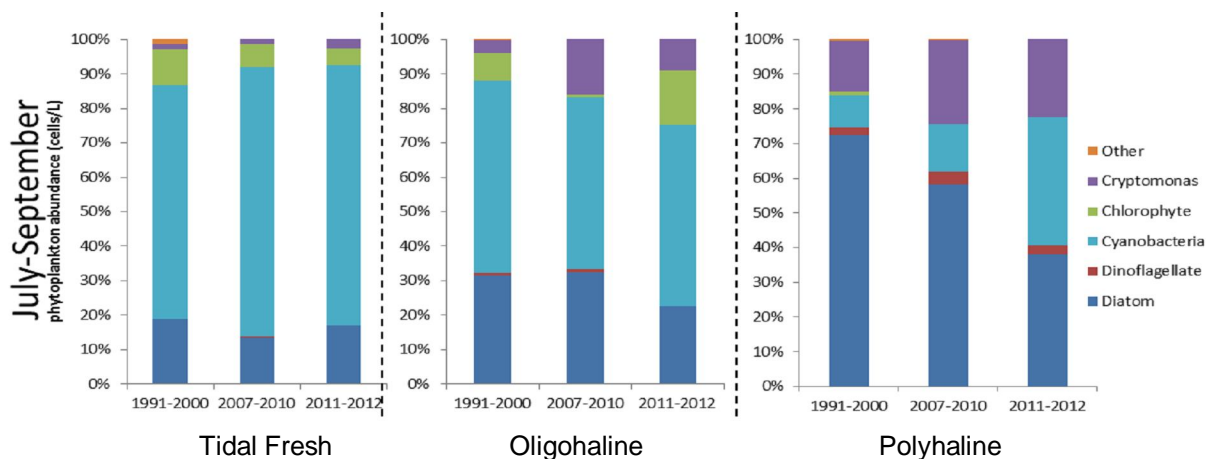 July-September
phytoplankton abundance (cells/L)
100%
90%
80%
70%
60%
50%
40%
30%
20%
10%
0%
1991-2000 2007-2010 2011-2012
Tidal Fresh
100%
90%
80%
70%
60%
50%
40%
30%
20%
10%
0%
1991-2000 2007-2010 2011-2012
Oligohaline
100%
90%
80%
70%
60%
50%
40%
30%
20%
10%
0%
1991-2000 2007-2010 2011-2012
Polyhaline
Other
Cryptomonas
Chlorophyte
Cyanobacteria
Dinoflagellate
Diatom